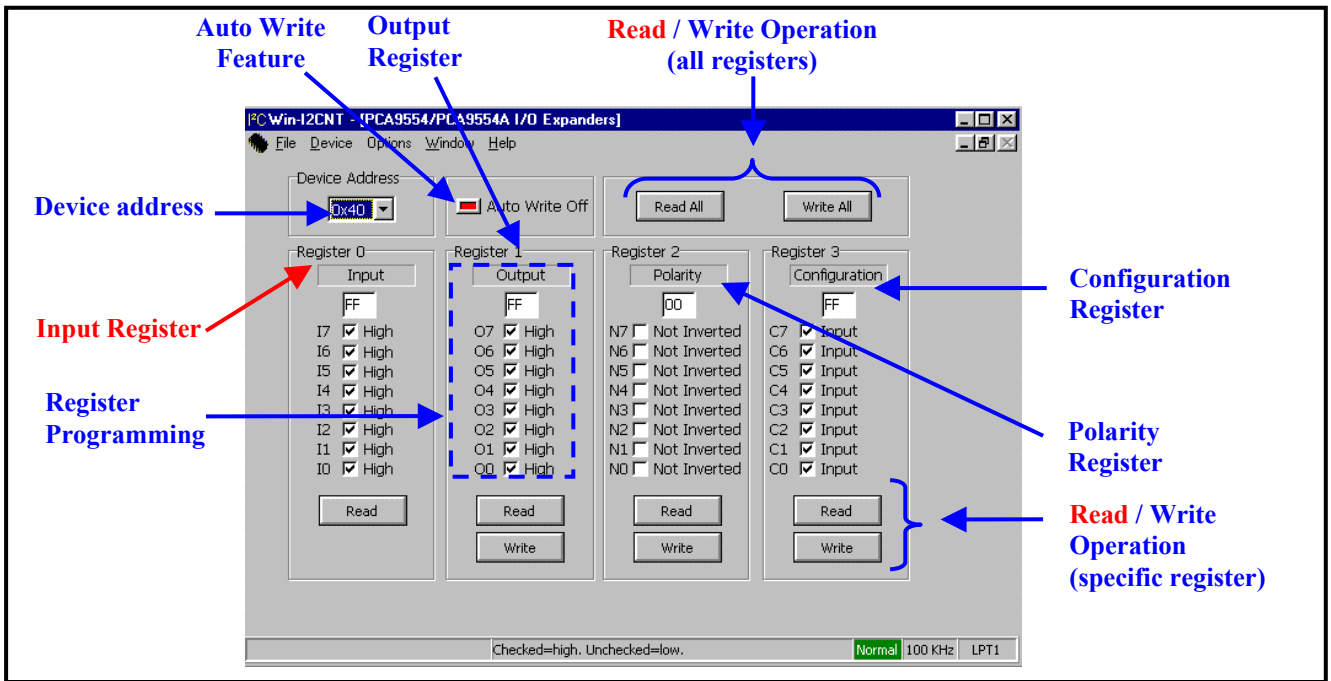 Auto Write Feature
Output Register
Read / Write Operation (all registers)
I²C Win-I2CNT - [PCA9554/PCA9554A I/O Expanders]
File Device Options Window Help
Device Address
0x40
Auto Write Off
Read All
Write All
Device address
Register 0
Input
FF
I7 High
I6 High
I5 High
I4 High
I3 High
I2 High
I1 High
I0 High
Read
Register 1
Output
FF
O7 High
O6 High
O5 High
O4 High
O3 High
O2 High
O1 High
O0 High
Read
Write
Register 2
Polarity
00
N7 Not Inverted
N6 Not Inverted
N5 Not Inverted
N4 Not Inverted
N3 Not Inverted
N2 Not Inverted
N1 Not Inverted
N0 Not Inverted
Read
Write
Register 3
Configuration
FF
C7 Input
C6 Input
C5 Input
C4 Input
C3 Input
C2 Input
C1 Input
C0 Input
Read
Write
Input Register
Register
Programming
Configuration
Register
Polarity
Register
Read / Write
Operation
(specific register)
Checked=high. Unchecked=low.
Normal 100 KHz LPT1